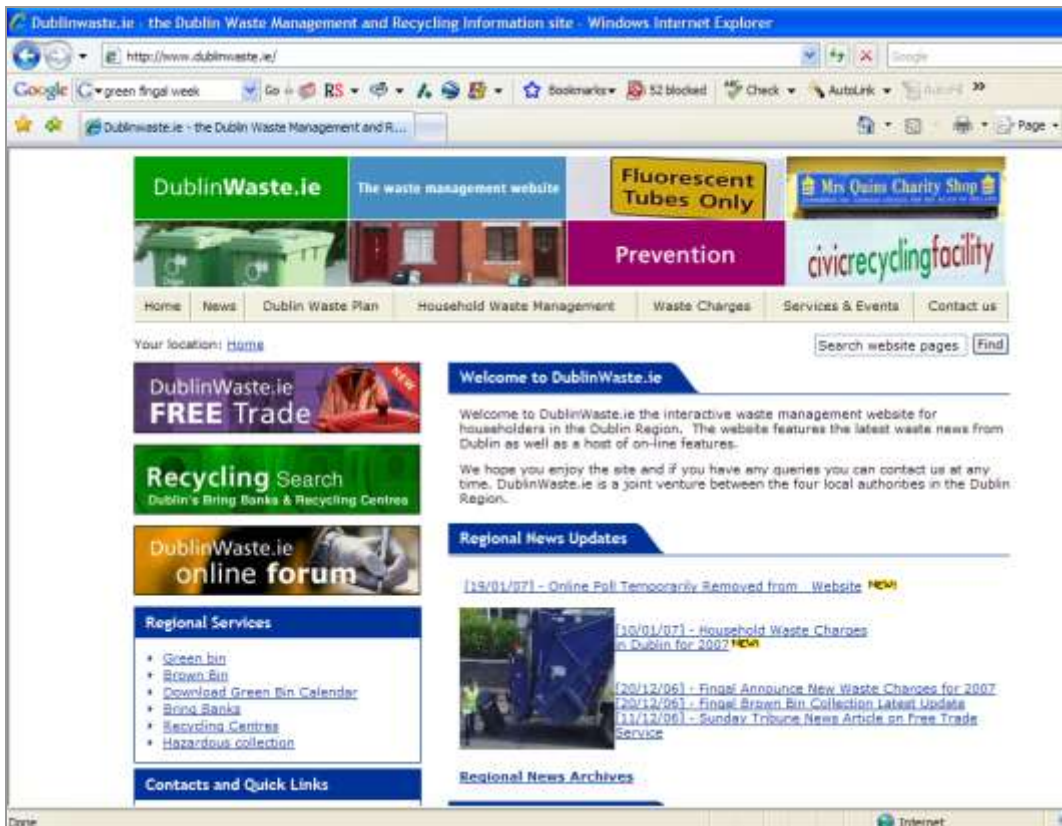 Dublinwaste.ie - the Dublin Waste Management and Recycling Information site - Windows Internet Explorer
http://www.dublinwaste.ie/
Google
Google G green fingal week Go RS Bookmarks 52 blocked Check AutoLink AutoFill »
Dublinwaste.ie - the Dublin Waste Management and R... Page
DublinWaste.ie The waste management website Fluorescent Tubes Only Mrs Quins Charity Shop
Prevention civicrecyclingfacility
Home News Dublin Waste Plan Household Waste Management Waste Charges Services & Events Contact us
Your location: Home Search website pages Find
DublinWaste.ie
FREE Trade
NEW
Recycling Search
Dublin's Bring Banks & Recycling Centres
DublinWaste.ie
online forum
Regional Services
Green bin
Brown Bin
Download Green Bin Calendar
Bring Banks
Recycling Centres
Hazardous collection
Contacts and Quick Links
Welcome to DublinWaste.ie
Welcome to DublinWaste.ie the interactive waste management website for
householders in the Dublin Region. The website features the latest waste news from
Dublin as well as a host of on-line features.
We hope you enjoy the site and if you have any queries you can contact us at any
time. DublinWaste.ie is a joint venture between the four local authorities in the Dublin
Region.
Regional News Updates
[19/01/07] - Online Poll Temporarily Removed from Website NEW!
[10/01/07] - Household Waste Charges
in Dublin for 2007 NEW!
[20/12/06] - Fingal Announce New Waste Charges for 2007
[20/12/06] - Fingal Brown Bin Collection Latest Update
[11/12/06] - Sunday Tribune News Article on Free Trade
Service
Regional News Archives
Done Internet